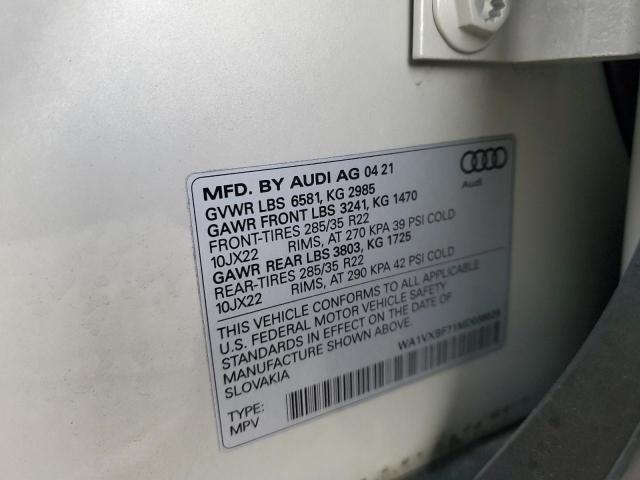 MFD. BY AUDI AG 04 21
GVWR LBS 6581, KG 2985
GAWR FRONT LBS 3241, KG 1470
FRONT-TIRES 285/35 R22
10JX22 RIMS, AT 270 KPA 39 PSI COLD
GAWR REAR LBS 3803, KG 1725
REAR-TIRES 285/35 R22
10JX22 RIMS, AT 290 KPA 42 PSI COLD
Audi
THIS VEHICLE CONFORMS TO ALL APPLICABLE
U.S. FEDERAL MOTOR VEHICLE SAFETY
STANDARDS IN EFFECT ON THE DATE OF
MANUFACTURE SHOWN ABOVE.
SLOVAKIA
TYPE:
MPV